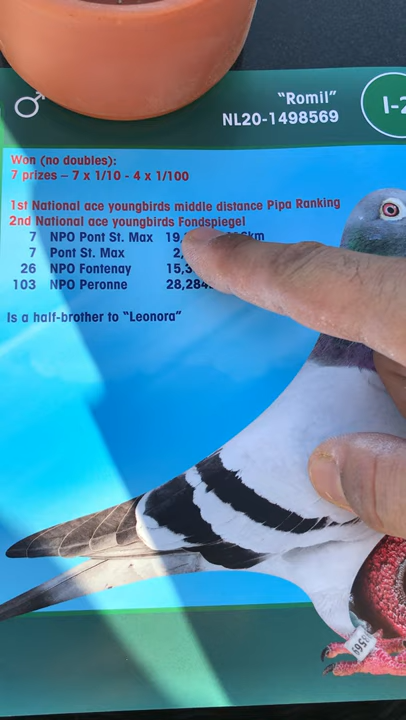 "Romil"
NL20-1498569
Won (no doubles):
7 prizes – 7 x 1/10 - 4 x 1/100
1st National ace youngbirds middle distance Pipa Ranking
2nd National ace youngbirds Fondspiegel
7 NPO Pont St. Max 19,
7 Pont St. Max 2,
26 NPO Fontenay 15,3
103 NPO Peronne 28,284
Is a half-brother to "Leonora"